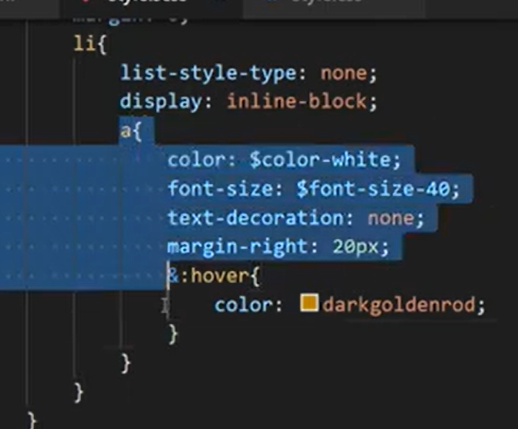 li{
list-style-type: none;
display: inline-block;
a{
color: $color-white;
font-size: $font-size-40;
text-decoration: none;
margin-right: 20px;
&:hover{
color: darkgoldenrod;
}
}
}
}